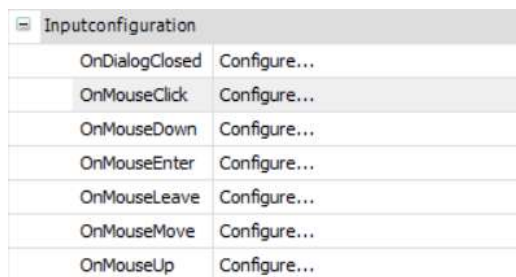 Inputconfiguration
OnDialogClosed Configure...
OnMouseClick Configure...
OnMouseDown Configure...
OnMouseEnter Configure...
OnMouseLeave Configure...
OnMouseMove Configure...
OnMouseUp Configure...